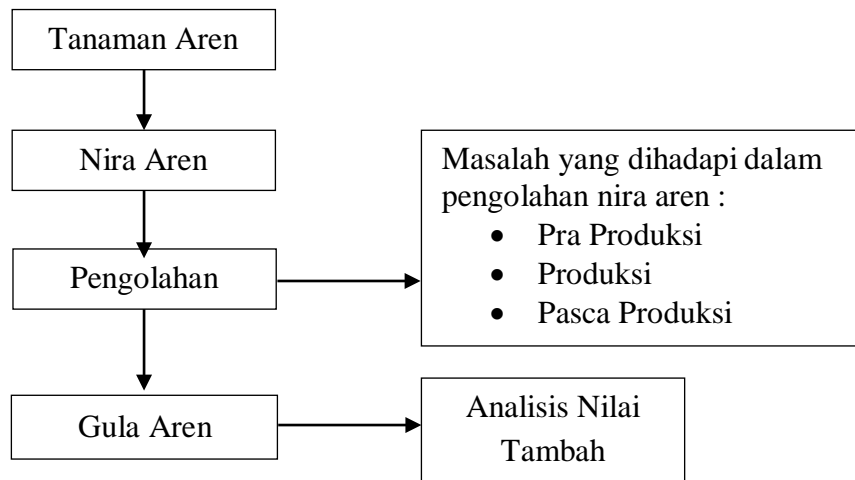 Tanaman Aren
Nira Aren
Masalah yang dihadapi dalam
pengolahan nira aren :
• Pra Produksi
• Produksi
• Pasca Produksi
Pengolahan
Gula Aren
Analisis Nilai
Tambah